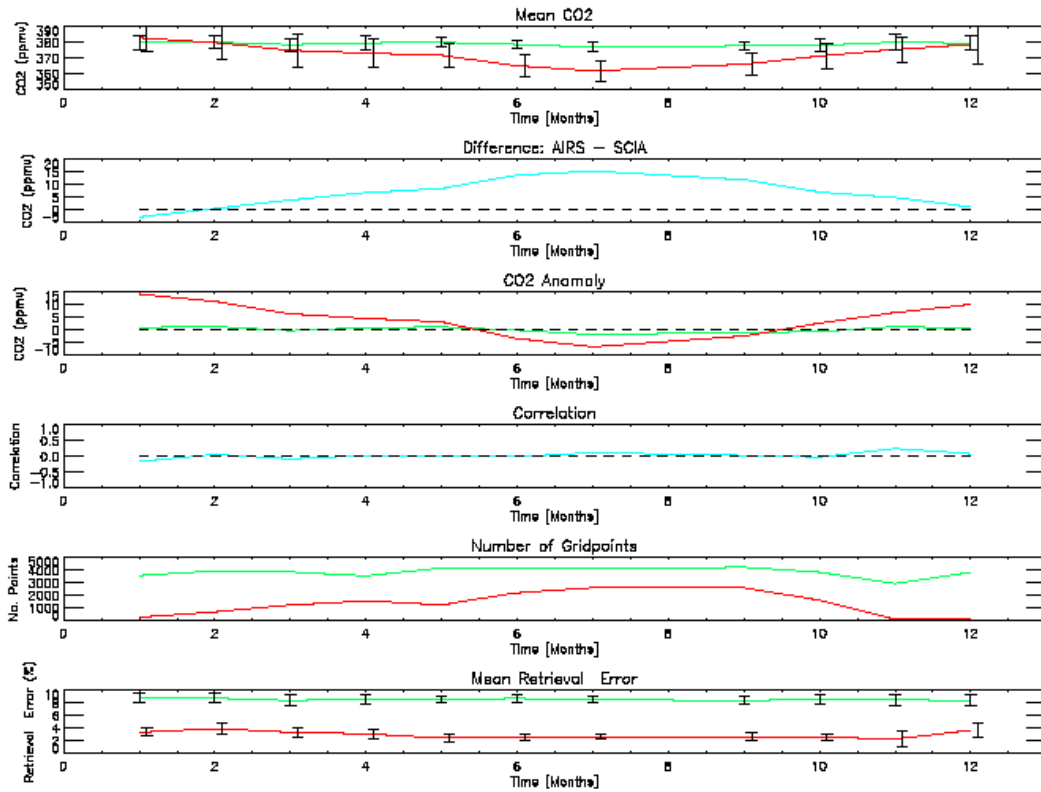 Mean CO2
CO2 (ppmv)
390
380
370
360
350
0 2 4 6 8 10 12
Time [Months]
Difference: AIRS – SCIA
CO2 (ppmv)
20
15
10
5
0
-5
0 2 4 6 8 10 12
Time [Months]
CO2 Anomaly
CO2 (ppmv)
15
10
5
0
-10
0 2 4 6 8 10 12
Time [Months]
Correlation
Correlation
1.0
0.5
0.0
-0.5
-1.0
0 2 4 6 8 10 12
Time [Months]
Number of Gridpoints
No. Points
5000
4000
3000
2000
1000
0
0 2 4 6 8 10 12
Time [Months]
Mean Retrieval Error
Retrieval Error (%)
10
8
6
4
2
0
0 2 4 6 8 10 12
Time [Months]